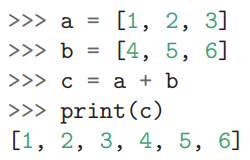 >>> a = [1, 2, 3]
>>> b = [4, 5, 6]
>>> c = a + b
>>> print(c)
[1, 2, 3, 4, 5, 6]